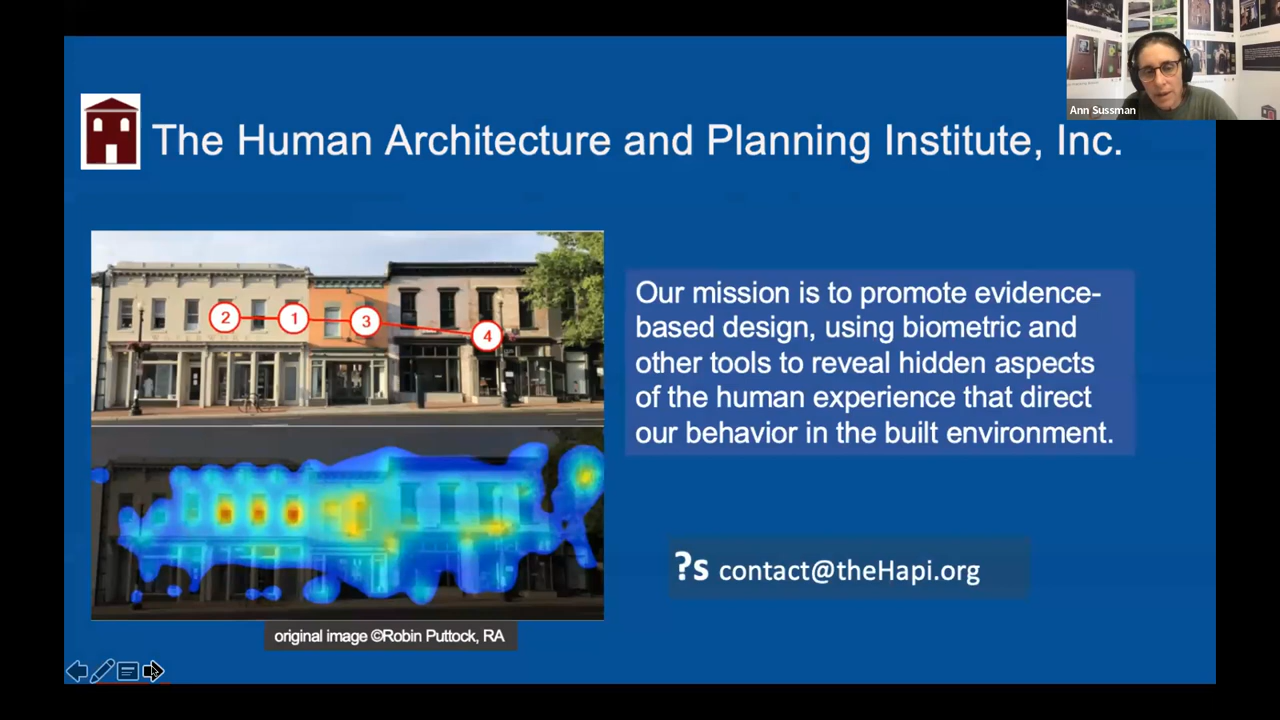 Ann Sussman
The Human Architecture and Planning Institute, Inc.
2
1
3
4
Our mission is to promote evidence-
based design, using biometric and
other tools to reveal hidden aspects
of the human experience that direct
our behavior in the built environment.
?s contact@theHapi.org
original image ©Robin Puttock, RA